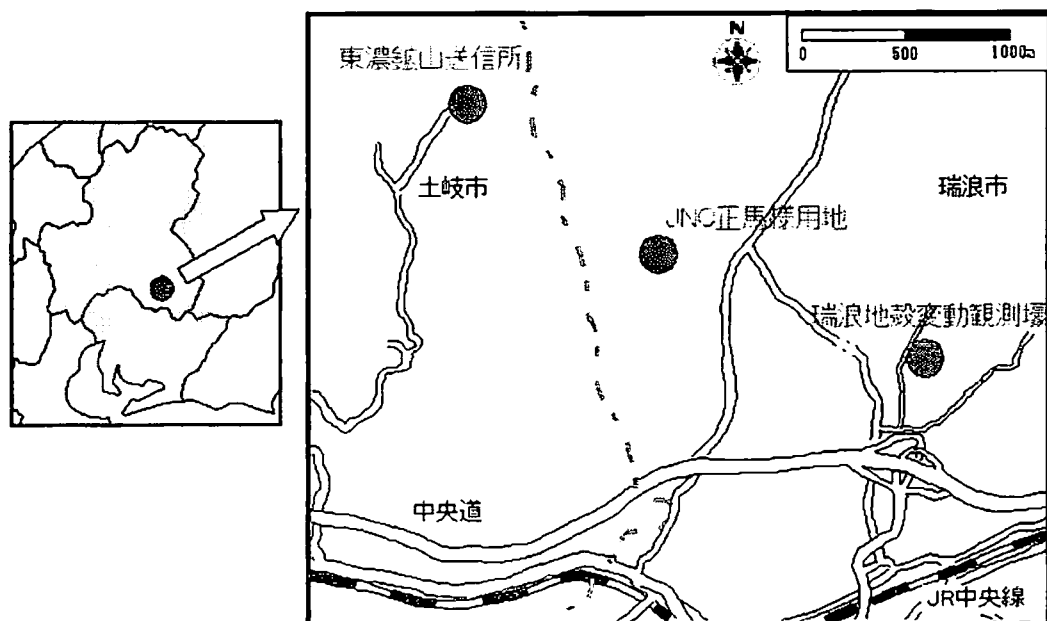 N
0 500 1000m
東濃鉱山送信所
土岐市
瑞浪市
JNC正馬様用地
瑞浪地殻変動観測壕
中央道
JR中央線